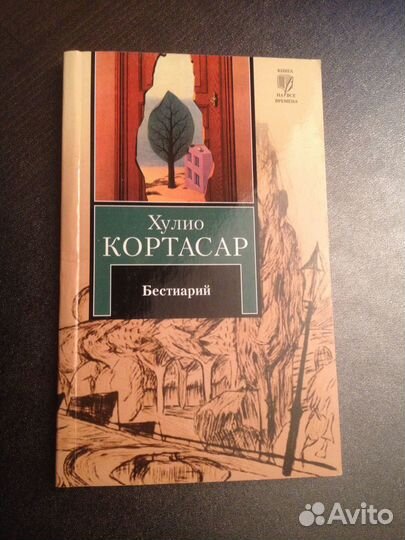 КНИГА
НА ВСЕ
ВРЕМЕНА
Хулио
КОРТАСАР
Бестиарий
Avito